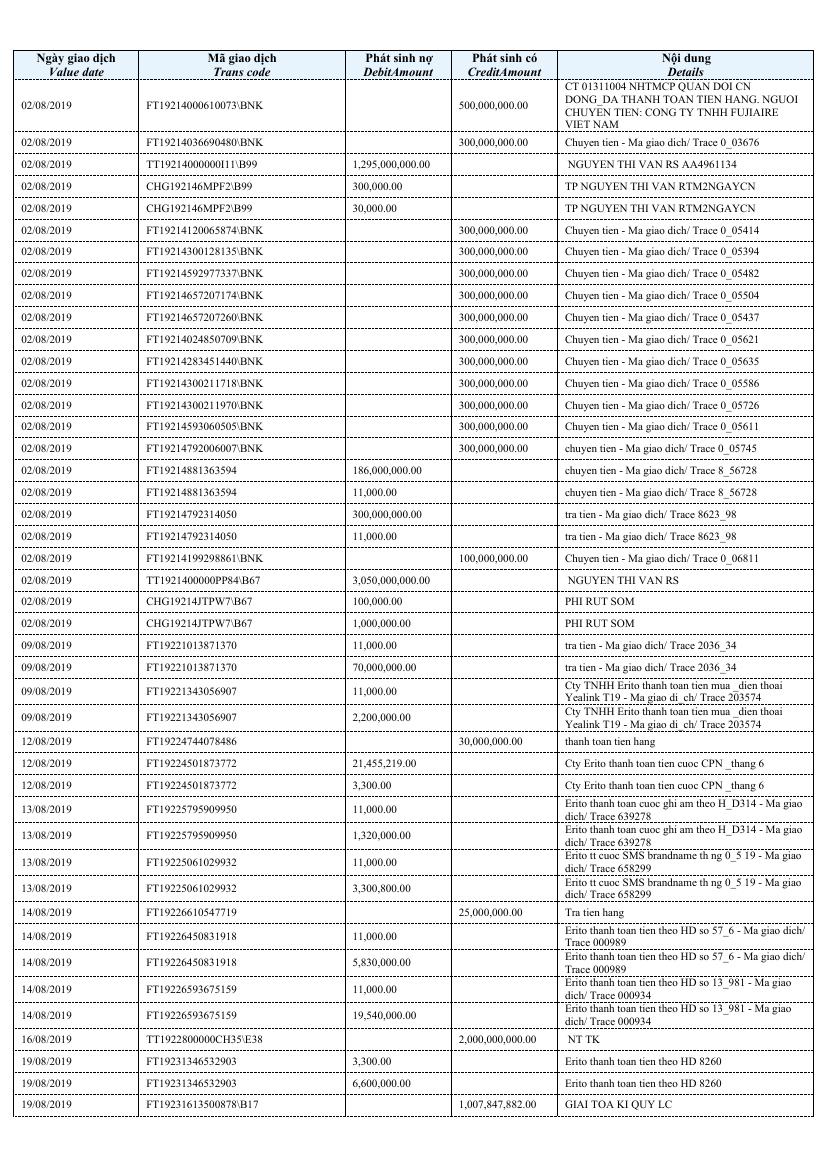 Ngày giao dịch Mã giao dịch Phát sinh nợ Phát sinh có Nội dung
Value date Trans code DebitAmount CreditAmount Details
02/08/2019 FT19214000610073\BNK 500,000,000.00 CT 01311004 NHTMCP QUAN DOI CN
DONG_DA THANH TOAN TIEN HANG. NGUOI
CHUYEN TIEN: CONG TY TNHH FUJIAIRE
VIET NAM
02/08/2019 FT19214036690480\BNK 300,000,000.00 Chuyen tien - Ma giao dich/ Trace 0_03676
02/08/2019 TT19214000000I11\B99 1,295,000,000.00 NGUYEN THI VAN RS AA4961134
02/08/2019 CHG192146MPF2\B99 300,000.00 TP NGUYEN THI VAN RTM2NGAYCN
02/08/2019 CHG192146MPF2\B99 30,000.00 TP NGUYEN THI VAN RTM2NGAYCN
02/08/2019 FT19214120065874\BNK 300,000,000.00 Chuyen tien - Ma giao dich/ Trace 0_05414
02/08/2019 FT19214300128135\BNK 300,000,000.00 Chuyen tien - Ma giao dich/ Trace 0_05394
02/08/2019 FT19214592977337\BNK 300,000,000.00 Chuyen tien - Ma giao dich/ Trace 0_05482
02/08/2019 FT19214657207174\BNK 300,000,000.00 Chuyen tien - Ma giao dich/ Trace 0_05504
02/08/2019 FT19214657207260\BNK 300,000,000.00 Chuyen tien - Ma giao dich/ Trace 0_05437
02/08/2019 FT19214024850709\BNK 300,000,000.00 Chuyen tien - Ma giao dich/ Trace 0_05621
02/08/2019 FT19214283451440\BNK 300,000,000.00 Chuyen tien - Ma giao dich/ Trace 0_05635
02/08/2019 FT19214300211718\BNK 300,000,000.00 Chuyen tien - Ma giao dich/ Trace 0_05586
02/08/2019 FT19214300211970\BNK 300,000,000.00 Chuyen tien - Ma giao dich/ Trace 0_05726
02/08/2019 FT19214593060505\BNK 300,000,000.00 Chuyen tien - Ma giao dich/ Trace 0_05611
02/08/2019 FT19214792006007\BNK 300,000,000.00 chuyen tien - Ma giao dich/ Trace 0_05745
02/08/2019 FT19214881363594 186,000,000.00 chuyen tien - Ma giao dich/ Trace 8_56728
02/08/2019 FT19214881363594 11,000.00 chuyen tien - Ma giao dich/ Trace 8_56728
02/08/2019 FT19214792314050 300,000,000.00 tra tien - Ma giao dich/ Trace 8623_98
02/08/2019 FT19214792314050 11,000.00 tra tien - Ma giao dich/ Trace 8623_98
02/08/2019 FT19214199298861\BNK 100,000,000.00 Chuyen tien - Ma giao dich/ Trace 0_06811
02/08/2019 TT1921400000PP84\B67 3,050,000,000.00 NGUYEN THI VAN RS
02/08/2019 CHG19214JTPW7\B67 100,000.00 PHI RUT SOM
02/08/2019 CHG19214JTPW7\B67 1,000,000.00 PHI RUT SOM
09/08/2019 FT19221013871370 11,000.00 tra tien - Ma giao dich/ Trace 2036_34
09/08/2019 FT19221013871370 70,000,000.00 tra tien - Ma giao dich/ Trace 2036_34
09/08/2019 FT19221343056907 11,000.00 Cty TNHH Erito thanh toan tien mua _dien thoai
Yealink T19 - Ma giao di_ch/ Trace 203574
09/08/2019 FT19221343056907 2,200,000.00 Cty TNHH Erito thanh toan tien mua _dien thoai
Yealink T19 - Ma giao di_ch/ Trace 203574
12/08/2019 FT19224744078486 30,000,000.00 thanh toan tien hang
12/08/2019 FT19224501873772 21,455,219.00 Cty Erito thanh toan tien cuoc CPN _thang 6
12/08/2019 FT19224501873772 3,300.00 Cty Erito thanh toan tien cuoc CPN _thang 6
13/08/2019 FT19225795909950 11,000.00 Erito thanh toan cuoc ghi am theo H_D314 - Ma giao
dich/ Trace 639278
13/08/2019 FT19225795909950 1,320,000.00 Erito thanh toan cuoc ghi am theo H_D314 - Ma giao
dich/ Trace 639278
13/08/2019 FT19225061029932 11,000.00 Erito tt cuoc SMS brandname th ng 0_5 19 - Ma giao
dich/ Trace 658299
13/08/2019 FT19225061029932 3,300,800.00 Erito tt cuoc SMS brandname th ng 0_5 19 - Ma giao
dich/ Trace 658299
14/08/2019 FT19226610547719 25,000,000.00 Tra tien hang
14/08/2019 FT19226450831918 11,000.00 Erito thanh toan tien theo HD so 57_6 - Ma giao dich/
Trace 000989
14/08/2019 FT19226450831918 5,830,000.00 Erito thanh toan tien theo HD so 57_6 - Ma giao dich/
Trace 000989
14/08/2019 FT19226593675159 11,000.00 Erito thanh toan tien theo HD so 13_981 - Ma giao
dich/ Trace 000934
14/08/2019 FT19226593675159 19,540,000.00 Erito thanh toan tien theo HD so 13_981 - Ma giao
dich/ Trace 000934
16/08/2019 TT1922800000CH35\E38 2,000,000,000.00 NT TK
19/08/2019 FT19231346532903 3,300.00 Erito thanh toan tien theo HD 8260
19/08/2019 FT19231346532903 6,600,000.00 Erito thanh toan tien theo HD 8260
19/08/2019 FT19231613500878\B17 1,007,847,882.00 GIAI TOA KI QUY LC